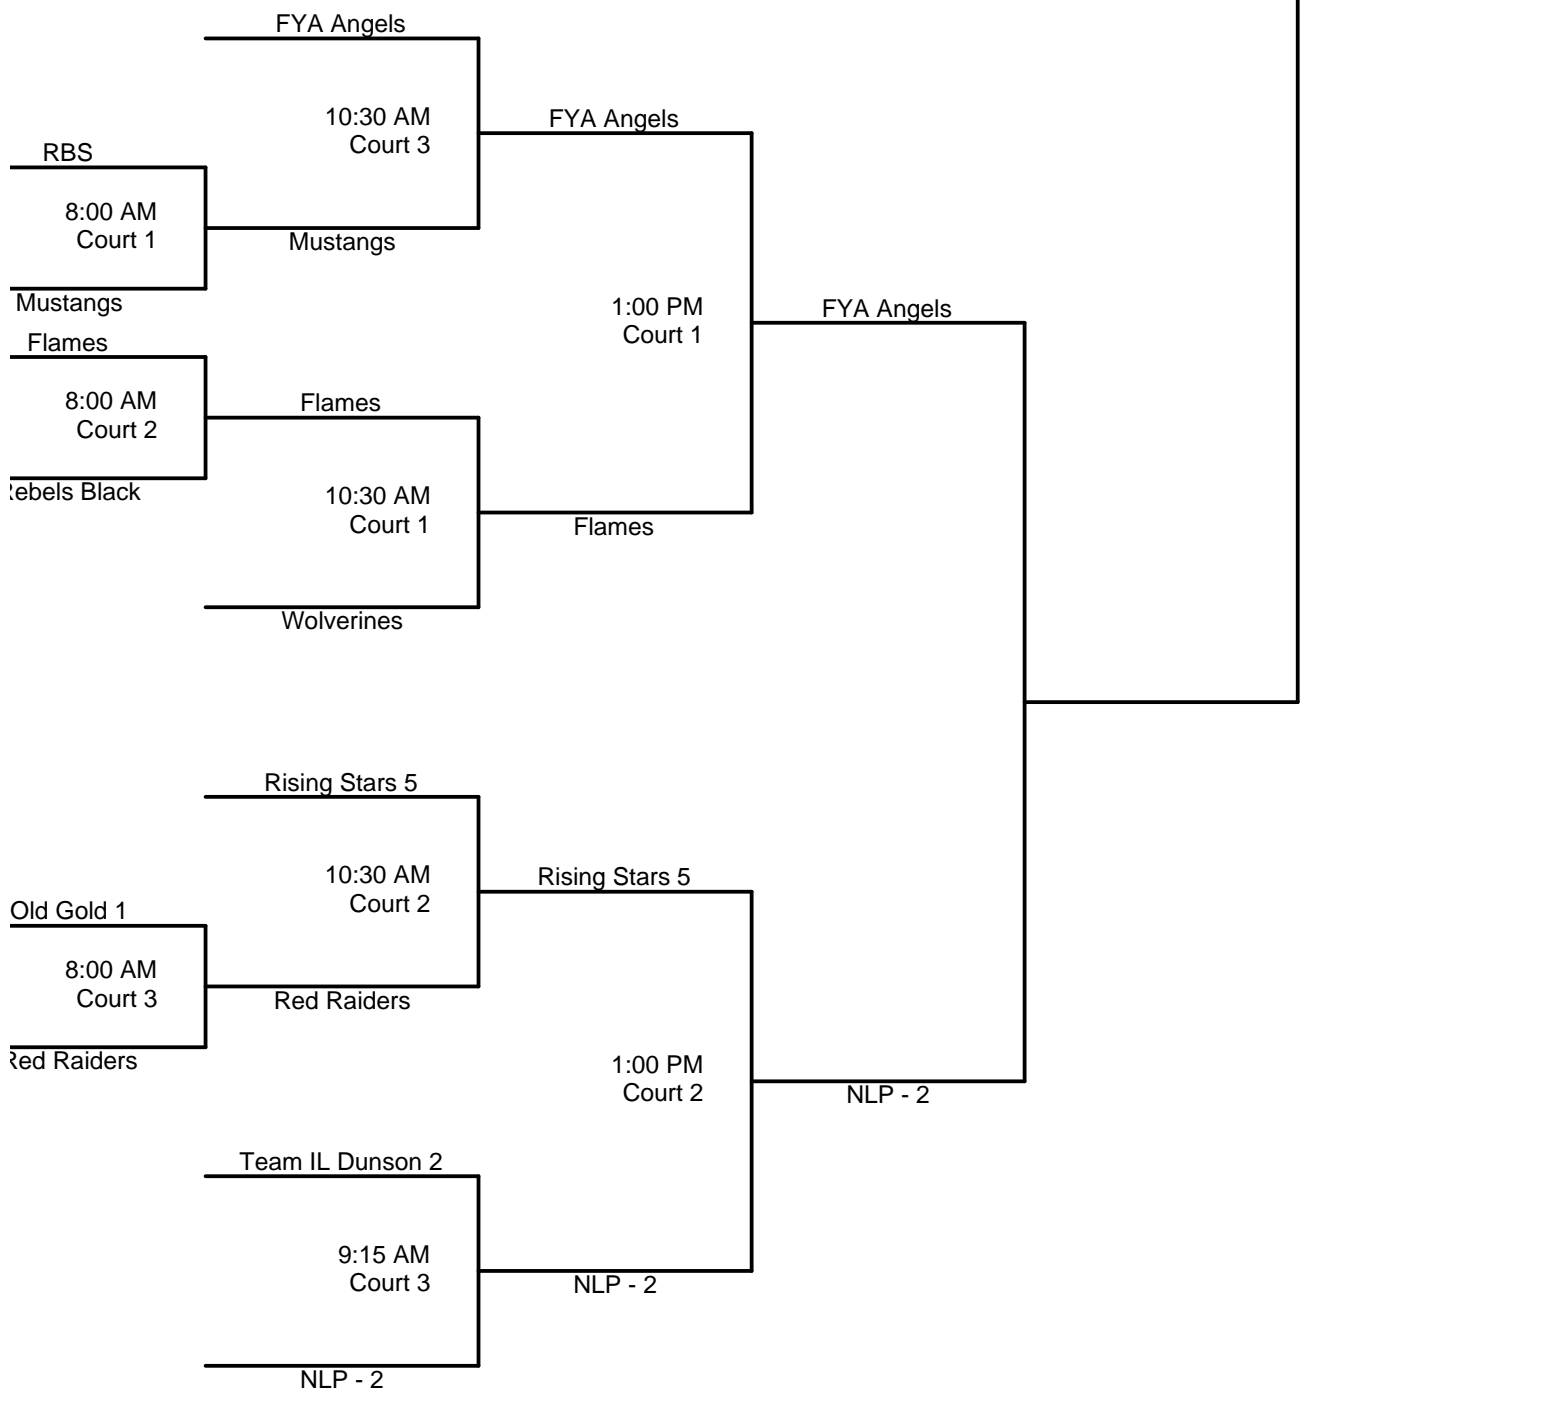 FYA Angels
10:30 AM
Court 3
FYA Angels
RBS
8:00 AM
Court 1
Mustangs
Mustangs
1:00 PM
Court 1
FYA Angels
Flames
8:00 AM
Court 2
Flames
ebels Black
10:30 AM
Court 1
Flames
Wolverines
Rising Stars 5
10:30 AM
Court 2
Rising Stars 5
Old Gold 1
8:00 AM
Court 3
Red Raiders
Red Raiders
1:00 PM
Court 2
NLP - 2
Team IL Dunson 2
9:15 AM
Court 3
NLP - 2
NLP - 2